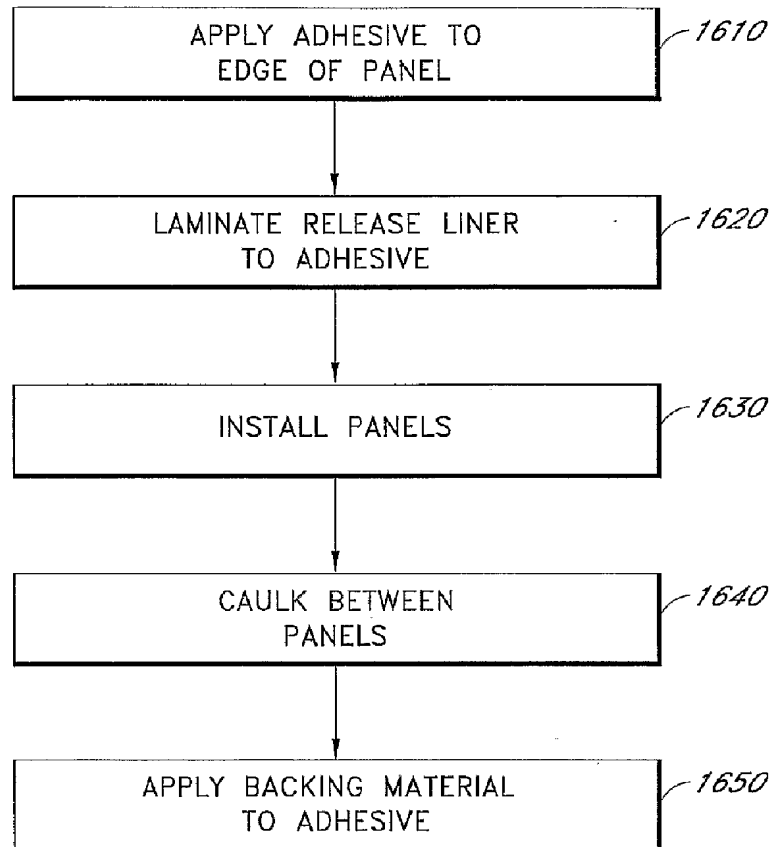 APPLY ADHESIVE TO
EDGE OF PANEL
1610
LAMINATE RELEASE LINER
TO ADHESIVE
1620
INSTALL PANELS
1630
CAULK BETWEEN
PANELS
1640
APPLY BACKING MATERIAL
TO ADHESIVE
1650